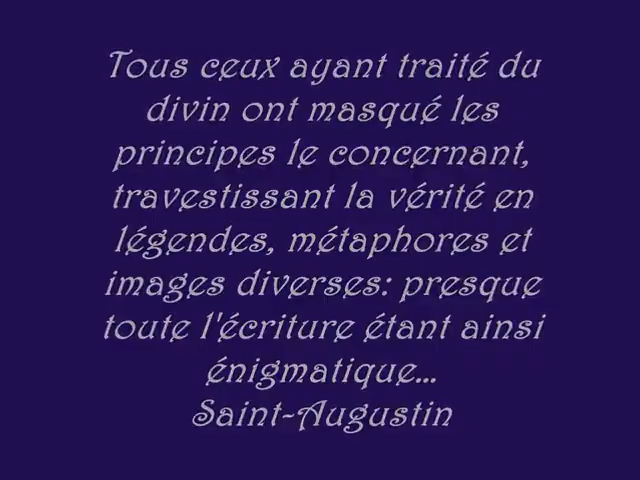 Tous ceux ayant traité du
divin ont masqué les
principes le concernant,
travestissant la vérité en
légendes, métaphores et
images diverses: presque
toute l'écriture étant ainsi
énigmatique...
Saint-Augustin